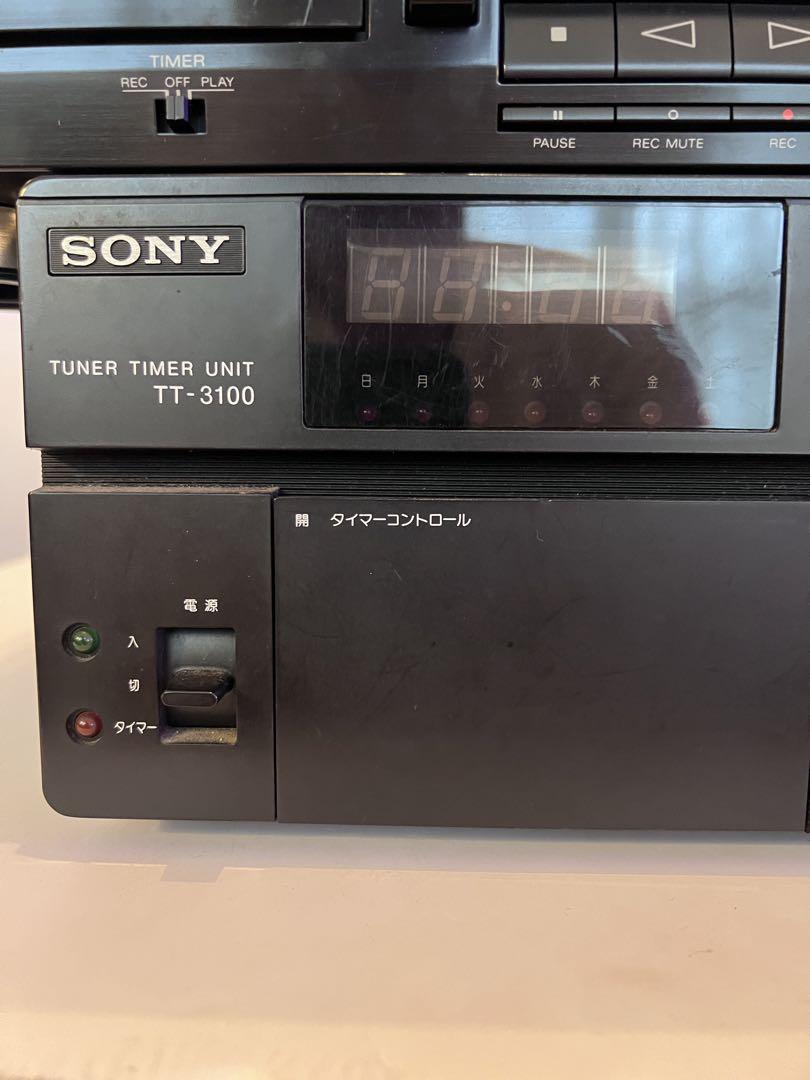 TIMER
REC OFF PLAY
PAUSE
REC MUTE
REC
SONY
TUNER TIMER UNIT
TT-3100
日 月 火 水 木 金 土
開 タイマーコントロール
電源
入
切
タイマー